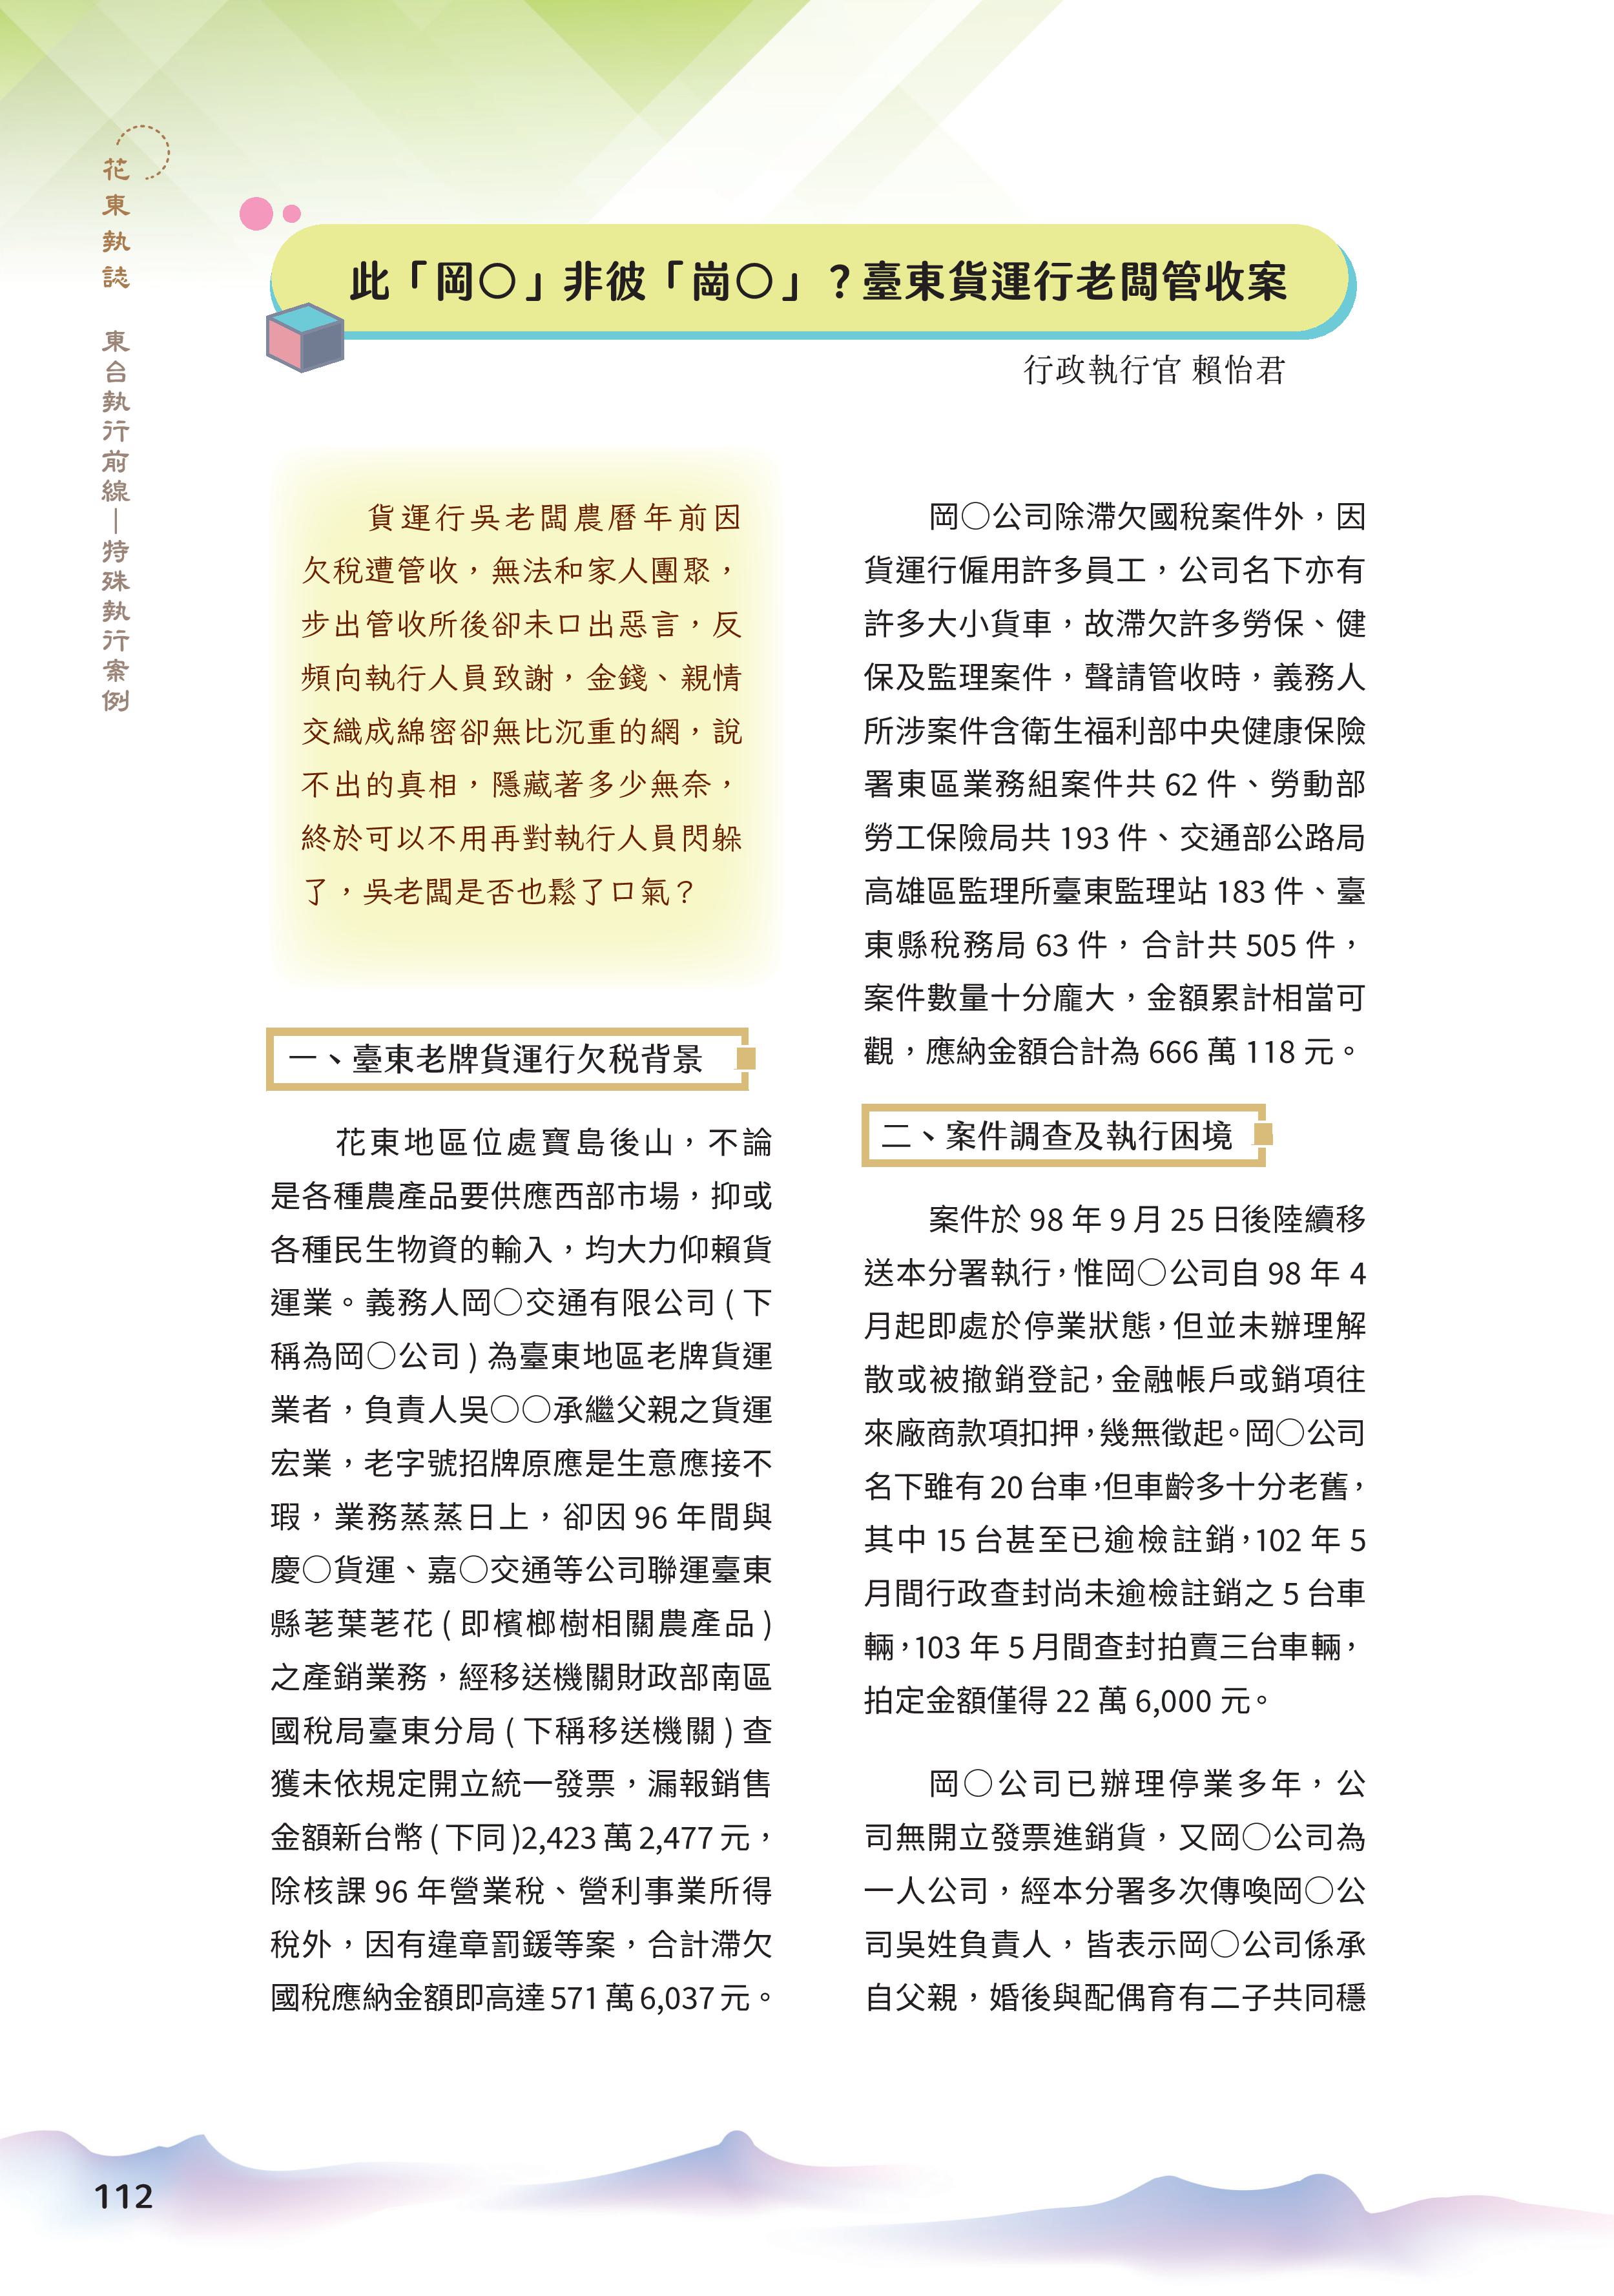 花東執誌
東台執行前線—特殊執行案例
此「岡〇」非彼「崗〇」？臺東貨運行老闆管收案
行政執行官 賴怡君
貨運行吳老闆農曆年前因
欠稅遭管收，無法和家人團聚，
步出管收所後卻未口出惡言，反
頻向執行人員致謝，金錢、親情
交織成綿密卻無比沉重的網，說
不出的真相，隱藏著多少無奈，
終於可以不用再對執行人員閃躲
了，吳老闆是否也鬆了口氣？
一、臺東老牌貨運行欠稅背景
花東地區位處寶島後山，不論
是各種農產品要供應西部市場，抑或
各種民生物資的輸入，均大力仰賴貨
運業。義務人岡〇交通有限公司 ( 下
稱為岡〇公司 ) 為臺東地區老牌貨運
業者，負責人吳〇〇承繼父親之貨運
宏業，老字號招牌原應是生意應接不
瑕，業務蒸蒸日上，卻因 96 年間與
慶〇貨運、嘉〇交通等公司聯運臺東
縣荖葉荖花 ( 即檳榔樹相關農產品 )
之產銷業務，經移送機關財政部南區
國稅局臺東分局 ( 下稱移送機關 ) 查
獲未依規定開立統一發票，漏報銷售
金額新台幣 ( 下同 )2,423 萬 2,477 元，
除核課 96 年營業稅、營利事業所得
稅外，因有違章罰鍰等案，合計滯欠
國稅應納金額即高達 571 萬 6,037 元。
岡〇公司除滯欠國稅案件外，因
貨運行僱用許多員工，公司名下亦有
許多大小貨車，故滯欠許多勞保、健
保及監理案件，聲請管收時，義務人
所涉案件含衛生福利部中央健康保險
署東區業務組案件共 62 件、勞動部
勞工保險局共 193 件、交通部公路局
高雄區監理所臺東監理站 183 件、臺
東縣稅務局 63 件，合計共 505 件，
案件數量十分龐大，金額累計相當可
觀，應納金額合計為 666 萬 118 元。
二、案件調查及執行困境
案件於 98 年 9 月 25 日後陸續移
送本分署執行，惟岡〇公司自 98 年 4
月起即處於停業狀態，但並未辦理解
散或被撤銷登記，金融帳戶或銷項往
來廠商款項扣押，幾無徵起。岡〇公司
名下雖有 20 台車，但車齡多十分老舊，
其中 15 台甚至已逾檢註銷，102 年 5
月間行政查封尚未逾檢註銷之 5 台車
輛，103 年 5 月間查封拍賣三台車輛，
拍定金額僅得 22 萬 6,000 元。
岡〇公司已辦理停業多年，公
司無開立發票進銷貨，又岡〇公司為
一人公司，經本分署多次傳喚岡〇公
司吳姓負責人，皆表示岡〇公司係承
自父親，婚後與配偶育有二子共同穩
112